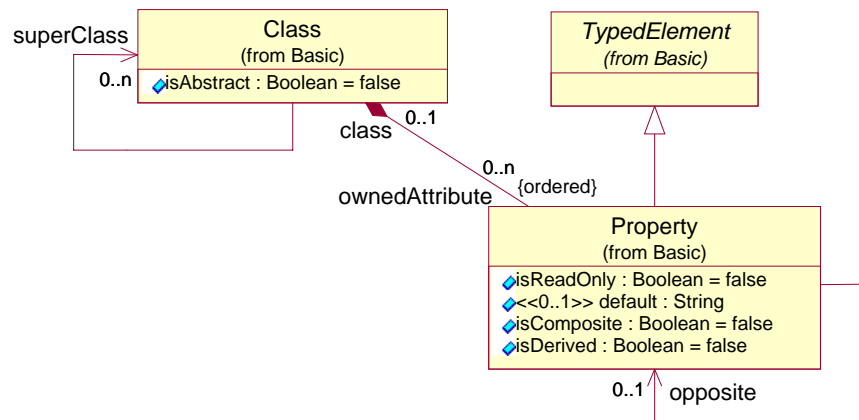 superClass
0..n
Class
(from Basic)
isAbstract : Boolean = false
TypedElement
(from Basic)
0..1
class
0..n
{ordered}
ownedAttribute
Property
(from Basic)
isReadOnly : Boolean = false
<<0..1>> default : String
isComposite : Boolean = false
isDerived : Boolean = false
0..1
opposite